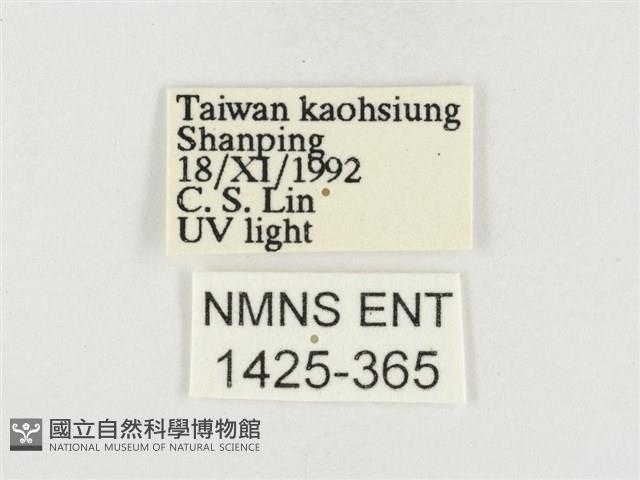 Taiwan kaohsiung
Shanping
18/XI/1992
C. S. Lin
UV light
NMNS ENT
1425-365
國立自然科學博物館
NATIONAL MUSEUM OF NATURAL SCIENCE